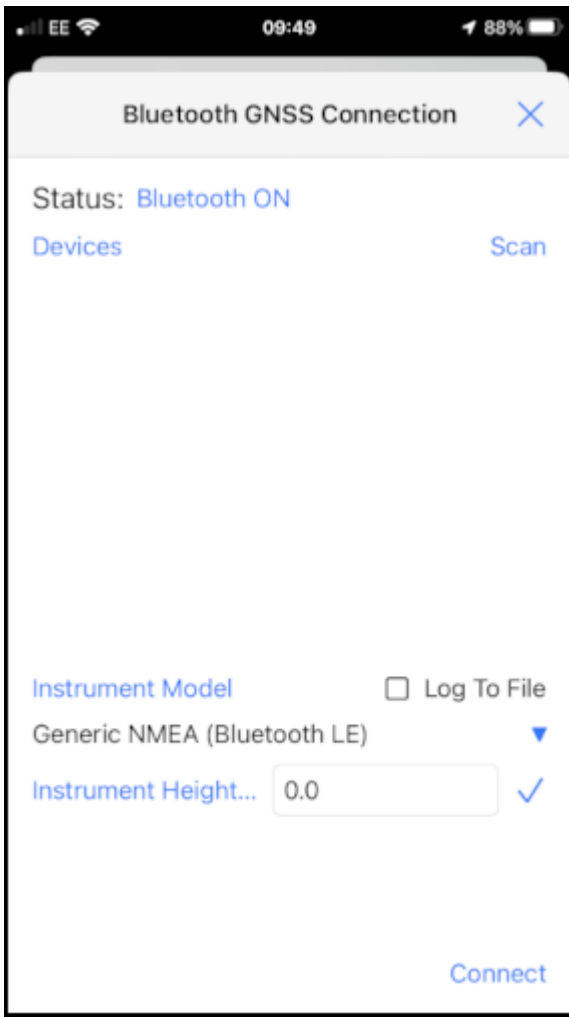 EE 09:49 88%
Bluetooth GNSS Connection
Status: Bluetooth ON
Devices Scan
Instrument Model Log To File
Generic NMEA (Bluetooth LE)
Instrument Height... 0.0
Connect